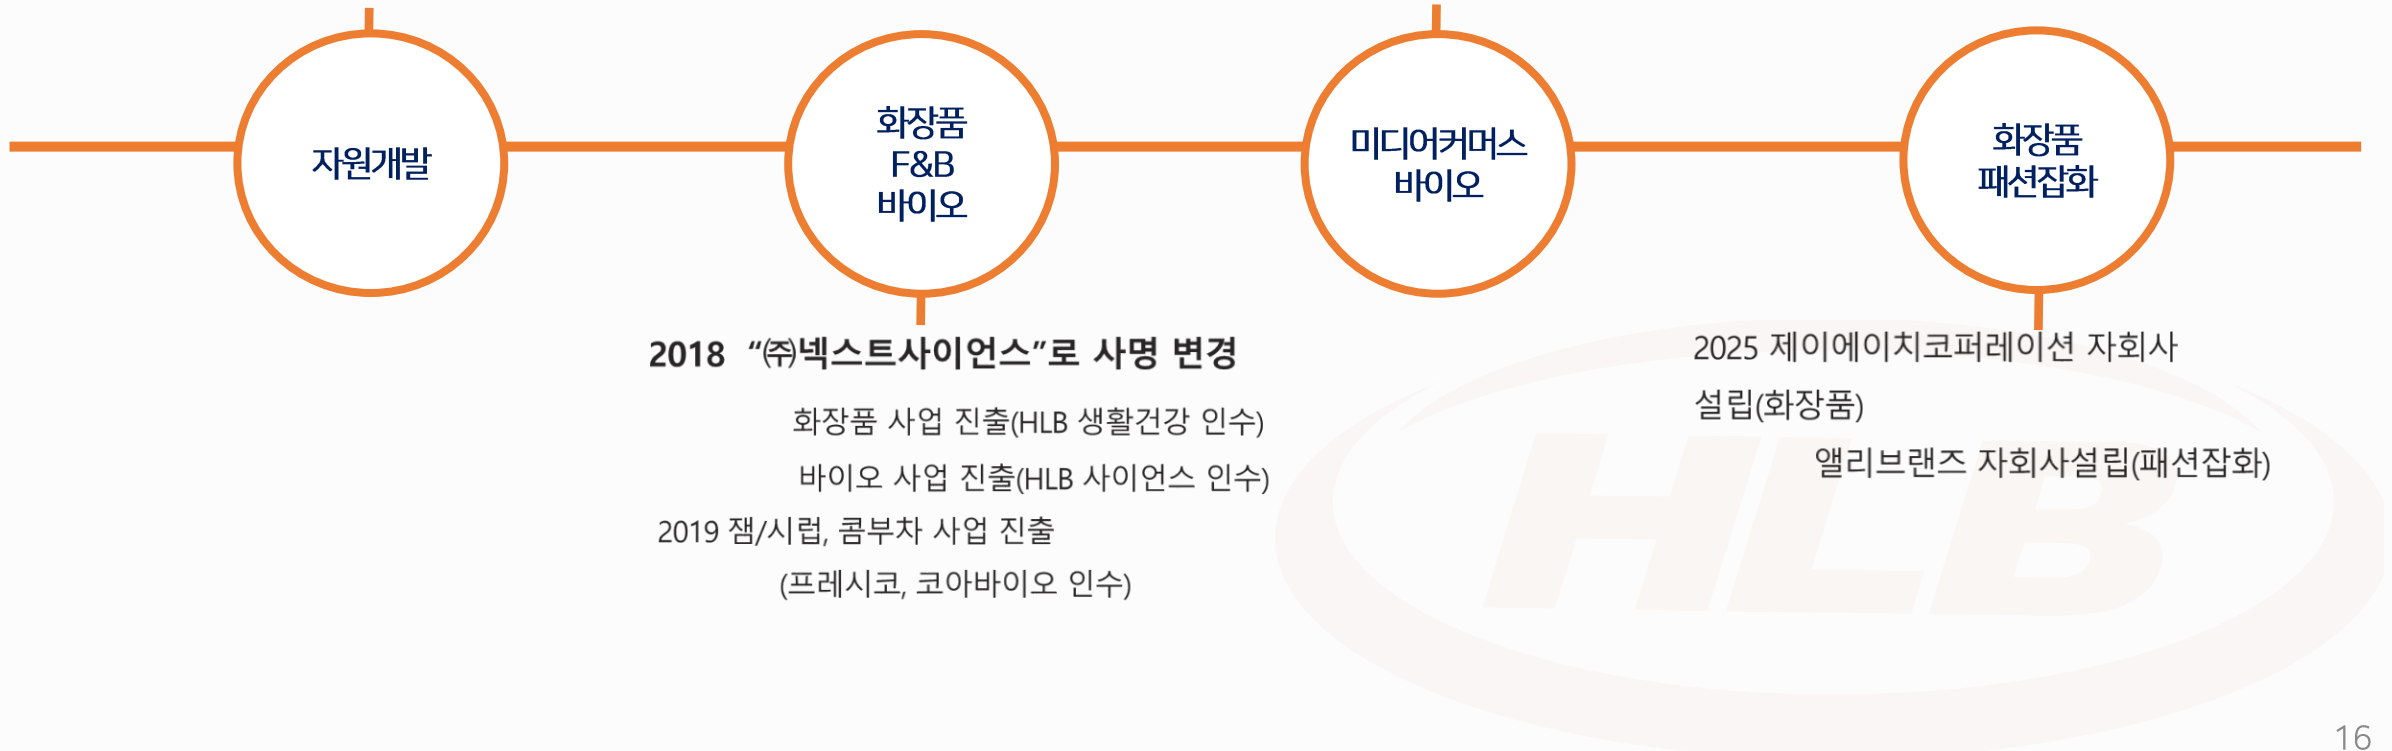 자원개발
화장품
F&B
바이오
미디어커머스
바이오
화장품
패션잡화
2018 “㈜넥스트사이언스”로 사명 변경
화장품 사업 진출(HLB 생활건강 인수)
바이오 사업 진출(HLB 사이언스 인수)
2019 잼/시럽, 콤부차 사업 진출
(프레시코, 코아바이오 인수)
2025 제이에이치코퍼레이션 자회사
설립(화장품)
앨리브랜즈 자회사설립(패션잡화)
HLB
16